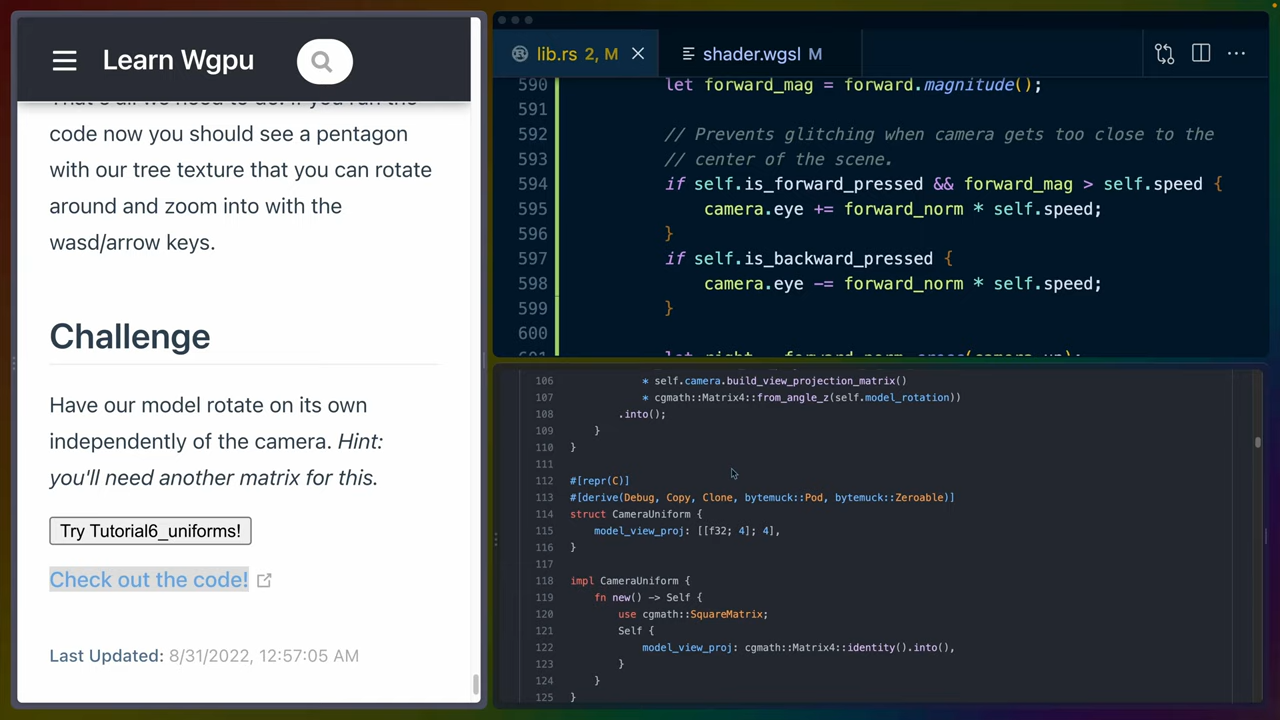 Learn Wgpu
That's all we need to do. If you run the
code now you should see a pentagon
with our tree texture that you can rotate
around and zoom into with the
wasd/arrow keys.
Challenge
Have our model rotate on its own
independently of the camera. Hint:
you'll need another matrix for this.
Try Tutorial6_uniforms!
Check out the code!
Last Updated: 8/31/2022, 12:57:05 AM
lib.rs 2, M
shader.wgsl M
590 let forward_mag = forward.magnitude();
591
592 // Prevents glitching when camera gets too close to the
593 // center of the scene.
594 if self.is_forward_pressed && forward_mag > self.speed {
595 camera.eye += forward_norm * self.speed;
596 }
597 if self.is_backward_pressed {
598 camera.eye -= forward_norm * self.speed;
599 }
600
601 let right = forward_norm.cross(camera.up);
106 * self.camera.build_view_projection_matrix()
107 * cgmath::Matrix4::from_angle_z(self.model_rotation))
108 .into();
109 }
110 }
111
112 #[repr(C)]
113 #[derive(Debug, Copy, Clone, bytemuck::Pod, bytemuck::Zeroable)]
114 struct CameraUniform {
115 model_view_proj: [[f32; 4]; 4],
116 }
117
118 impl CameraUniform {
119 fn new() -> Self {
120 use cgmath::SquareMatrix;
121 Self {
122 model_view_proj: cgmath::Matrix4::identity().into(),
123 }
124 }
125 }